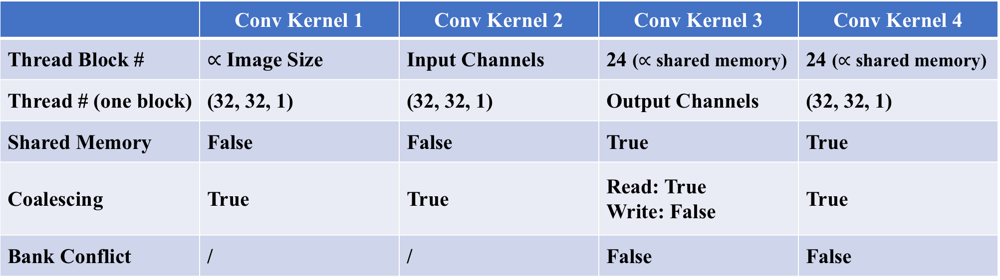 Conv Kernel 1 Conv Kernel 2 Conv Kernel 3 Conv Kernel 4
Thread Block # ∝ Image Size Input Channels 24 (∝ shared memory) 24 (∝ shared memory)
Thread # (one block) (32, 32, 1) (32, 32, 1) Output Channels (32, 32, 1)
Shared Memory False False True True
Coalescing True True Read: True True
Write: False
Bank Conflict / / False False